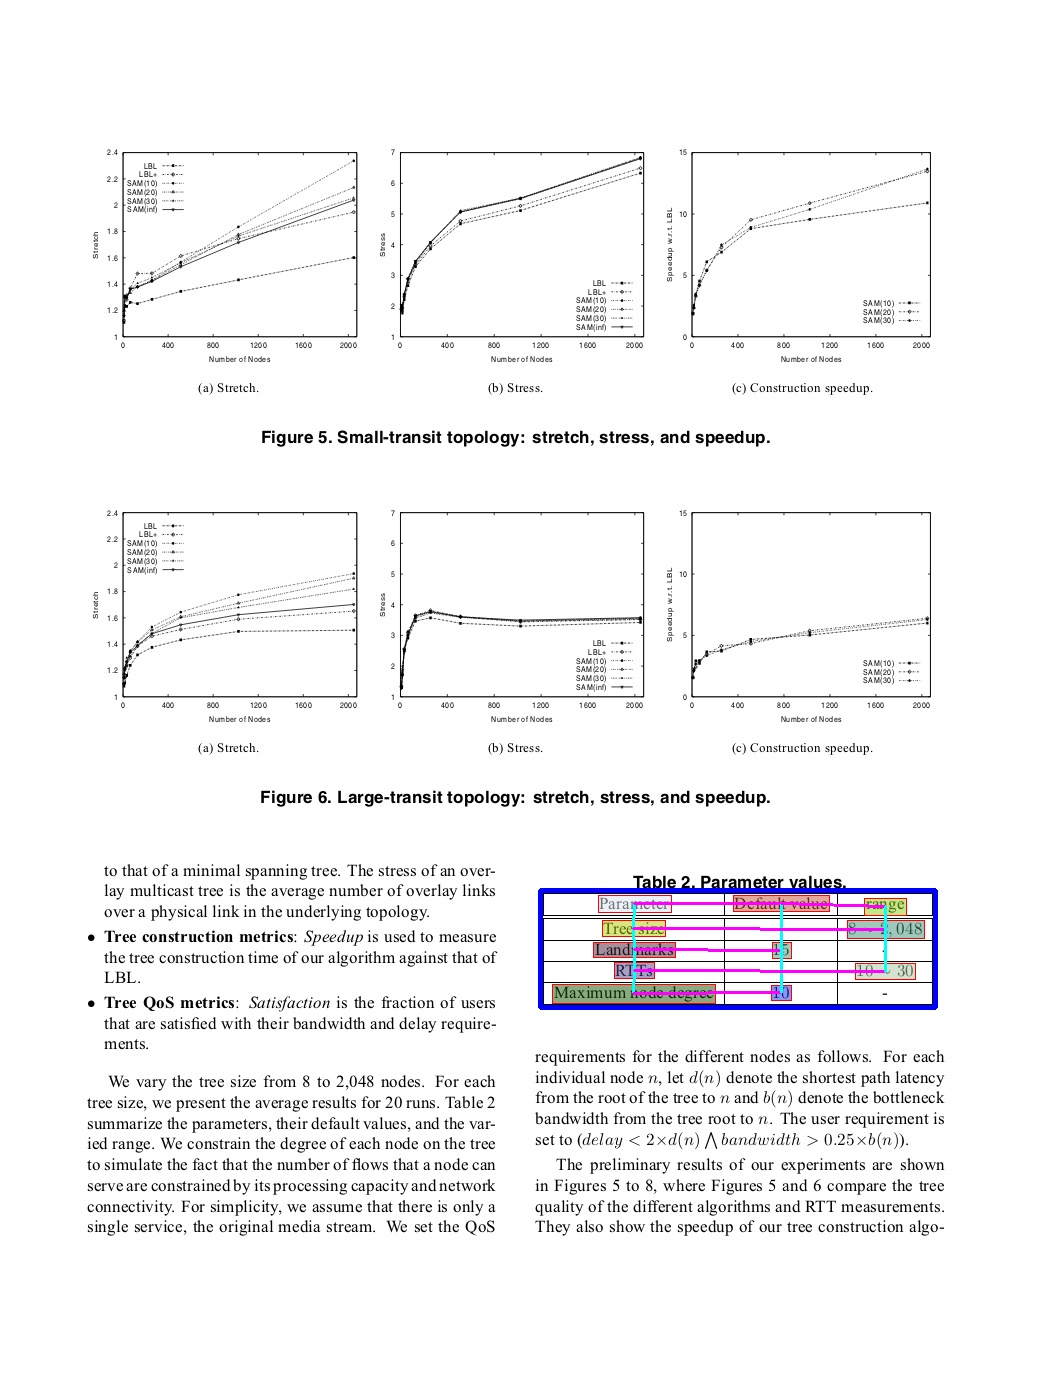 2.4
2.2
2
1.8
1.6
1.4
1.2
1
Stretch
LBL
LBL+
SAM(10)
SAM(20)
SAM(30)
SAM(inf)
0 400 800 1200 1600 2000
Number of Nodes
(a) Stretch.
7
6
5
4
3
2
1
Stress
LBL
LBL+
SAM(10)
SAM(20)
SAM(30)
SAM(inf)
0 400 800 1200 1600 2000
Number of Nodes
(b) Stress.
15
10
5
0
Speedup w.r.t. LBL
SAM(10)
SAM(20)
SAM(30)
0 400 800 1200 1600 2000
Number of Nodes
(c) Construction speedup.
Figure 5. Small-transit topology: stretch, stress, and speedup.
2.4
2.2
2
1.8
1.6
1.4
1.2
1
Stretch
LBL
LBL+
SAM(10)
SAM(20)
SAM(30)
SAM(inf)
0 400 800 1200 1600 2000
Number of Nodes
(a) Stretch.
7
6
5
4
3
2
1
Stress
LBL
LBL+
SAM(10)
SAM(20)
SAM(30)
SAM(inf)
0 400 800 1200 1600 2000
Number of Nodes
(b) Stress.
15
10
5
0
Speedup w.r.t. LBL
SAM(10)
SAM(20)
SAM(30)
0 400 800 1200 1600 2000
Number of Nodes
(c) Construction speedup.
Figure 6. Large-transit topology: stretch, stress, and speedup.
to that of a minimal spanning tree. The stress of an over-
lay multicast tree is the average number of overlay links
over a physical link in the underlying topology.
• Tree construction metrics: Speedup is used to measure
the tree construction time of our algorithm against that of
LBL.
• Tree QoS metrics: Satisfaction is the fraction of users
that are satisfied with their bandwidth and delay require-
ments.
We vary the tree size from 8 to 2,048 nodes. For each
tree size, we present the average results for 20 runs. Table 2
summarize the parameters, their default values, and the var-
ied range. We constrain the degree of each node on the tree
to simulate the fact that the number of flows that a node can
serve are constrained by its processing capacity and network
connectivity. For simplicity, we assume that there is only a
single service, the original media stream. We set the QoS
Table 2. Parameter values.
Parameter Default value range
Tree size 8 ~ 2,048
Landmarks 15
RTTs 10 ~ 30
Maximum node degree 10 -
requirements for the different nodes as follows. For each
individual node n, let d(n) denote the shortest path latency
from the root of the tree to n and b(n) denote the bottleneck
bandwidth from the tree root to n. The user requirement is
set to (delay < 2×d(n) ⋀ bandwidth > 0.25×b(n)).
The preliminary results of our experiments are shown
in Figures 5 to 8, where Figures 5 and 6 compare the tree
quality of the different algorithms and RTT measurements.
They also show the speedup of our tree construction algo-